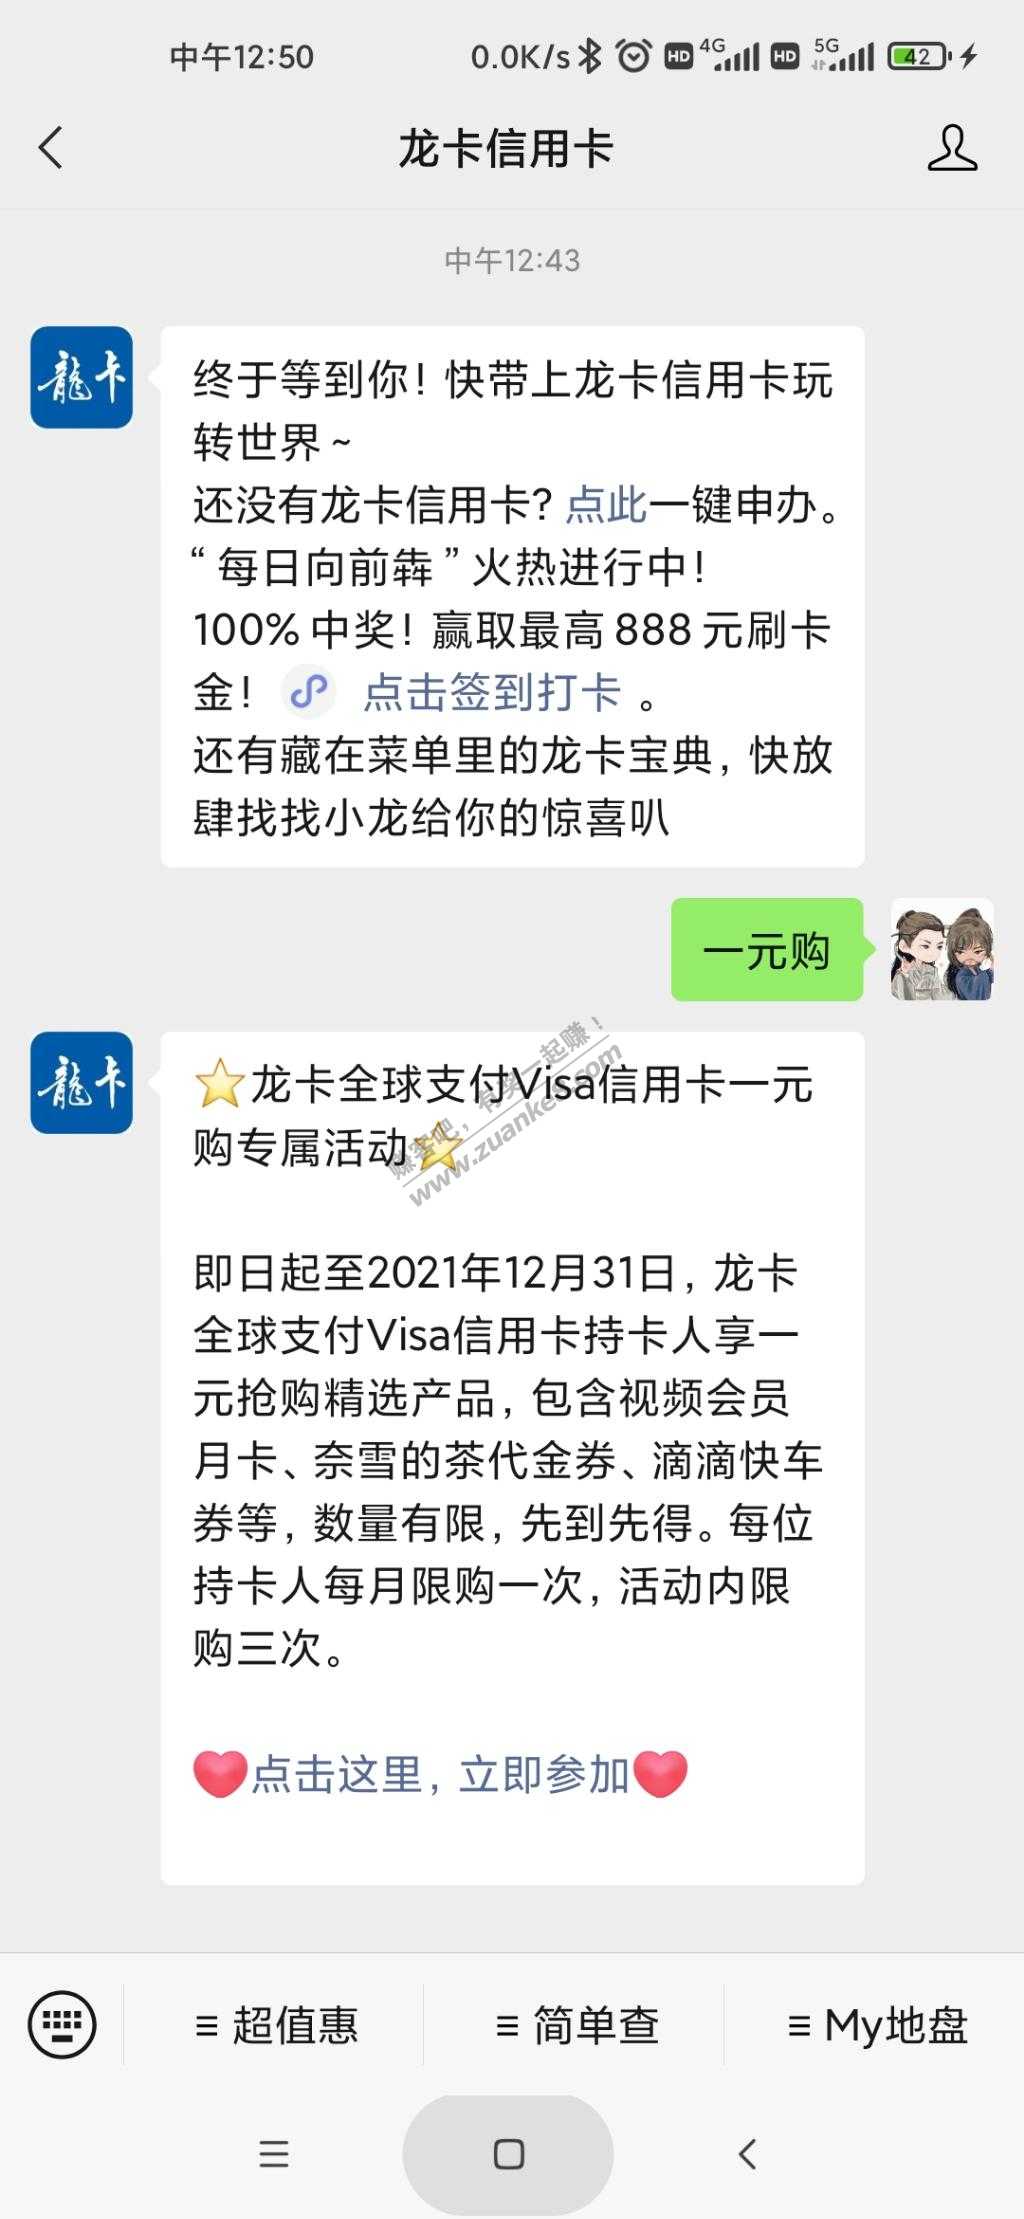 中午12:50 0.0K/s HD 4G HD 5G 42
龙卡信用卡
中午12:43
龍卡
终于等到你！快带上龙卡信用卡玩
转世界~
还没有龙卡信用卡？点此一键申办。
“每日向前犇”火热进行中！
100%中奖！赢取最高888元刷卡
金！ 点击签到打卡 。
还有藏在菜单里的龙卡宝典，快放
肆找找小龙给你的惊喜叭
一元购
龍卡
龙卡全球支付Visa信用卡一元
购专属活动
赚客吧，有奖一起赚！
www.zuanke8.com
即日起至2021年12月31日，龙卡
全球支付Visa信用卡持卡人享一
元抢购精选产品，包含视频会员
月卡、奈雪的茶代金券、滴滴快车
券等，数量有限，先到先得。每位
持卡人每月限购一次，活动内限
购三次。
点击这里，立即参加
超值惠 简单查 My地盘